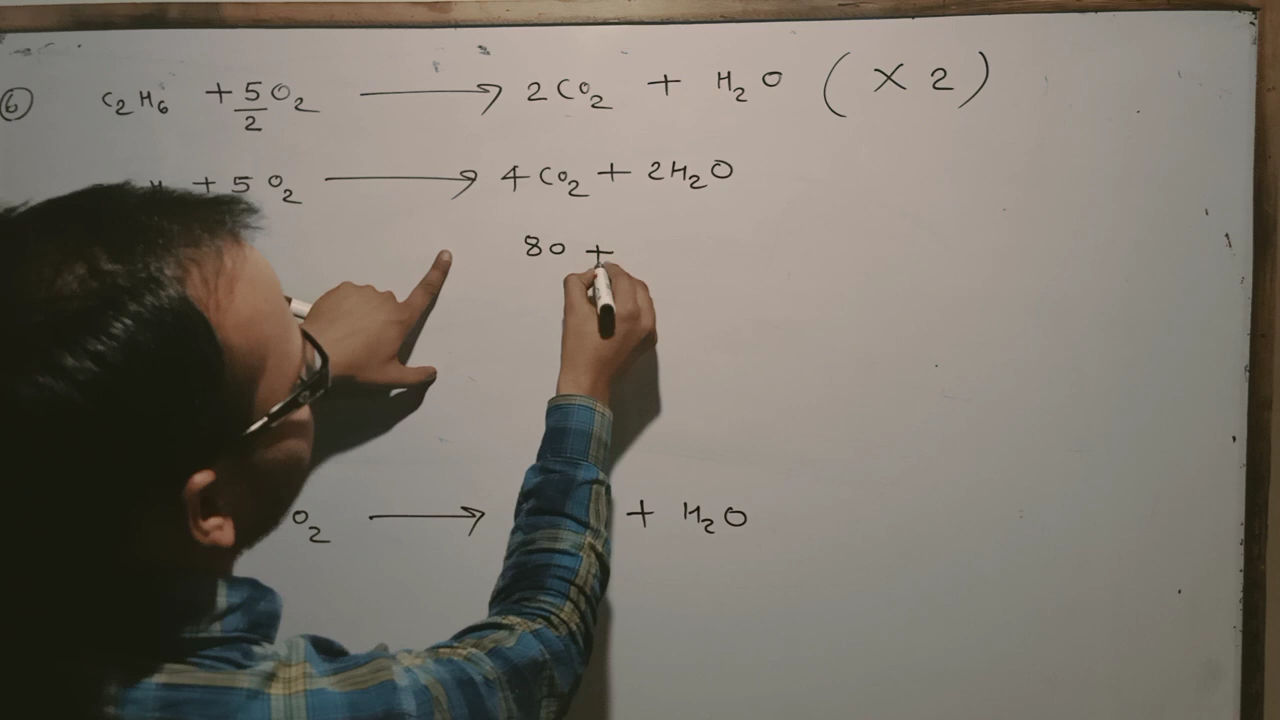 ⑥ C₂H₆ + 5/2 O₂ → 2CO₂ + H₂O (×2)
H + 5O₂ → 4CO₂ + 2H₂O
80 +
O₂ → + H₂O